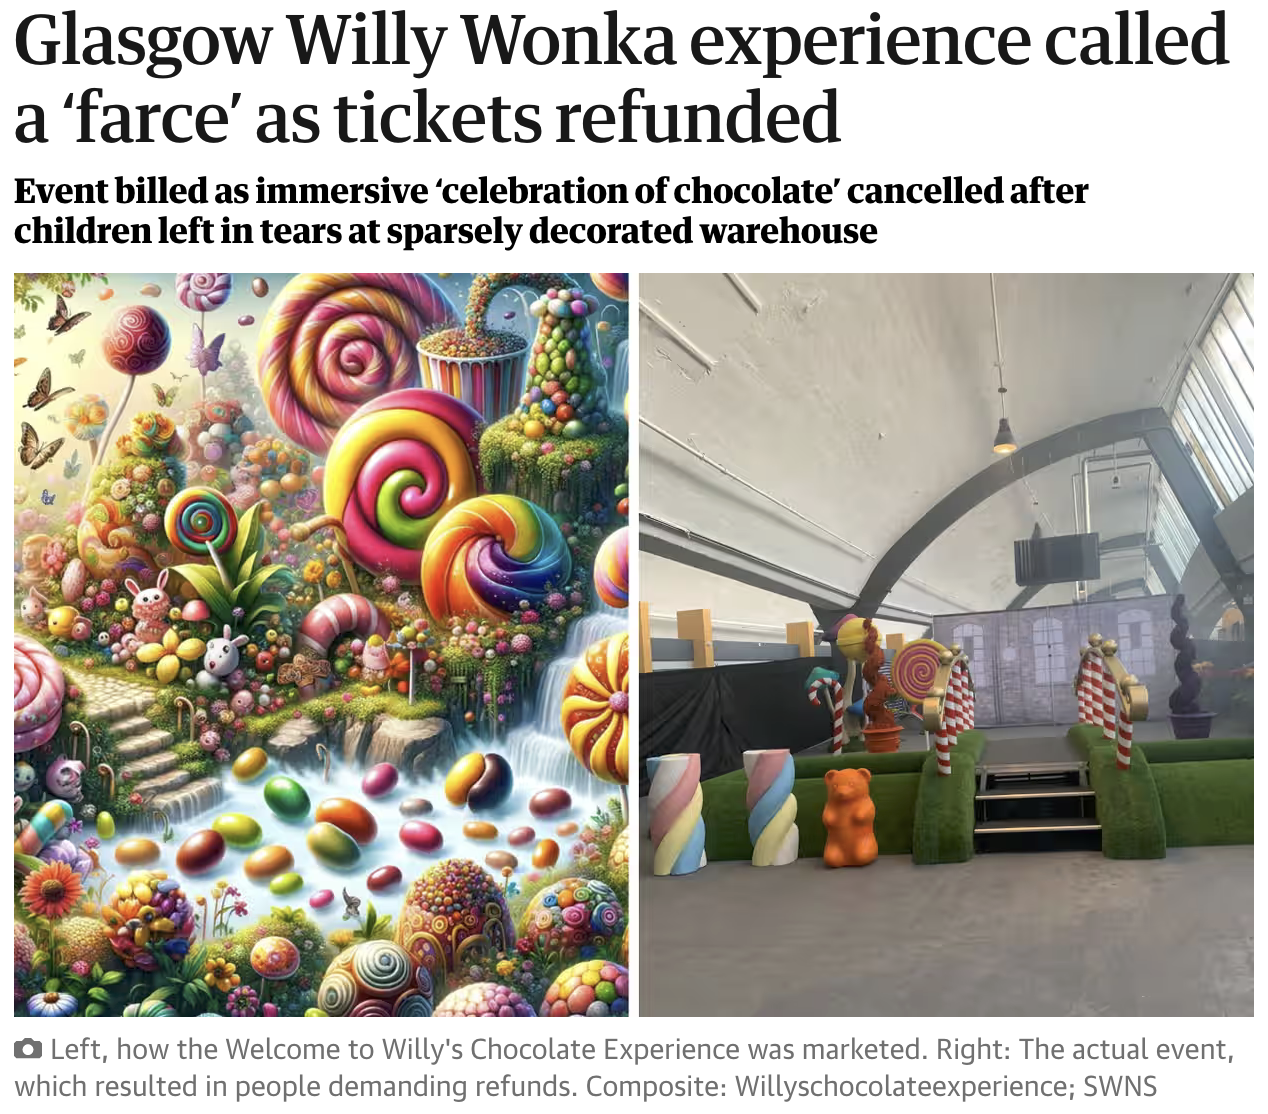 Glasgow Willy Wonka experience called
a ‘farce’ as tickets refunded
Event billed as immersive ‘celebration of chocolate’ cancelled after
children left in tears at sparsely decorated warehouse
Left, how the Welcome to Willy's Chocolate Experience was marketed. Right: The actual event,
which resulted in people demanding refunds. Composite: Willyschocolateexperience; SWNS